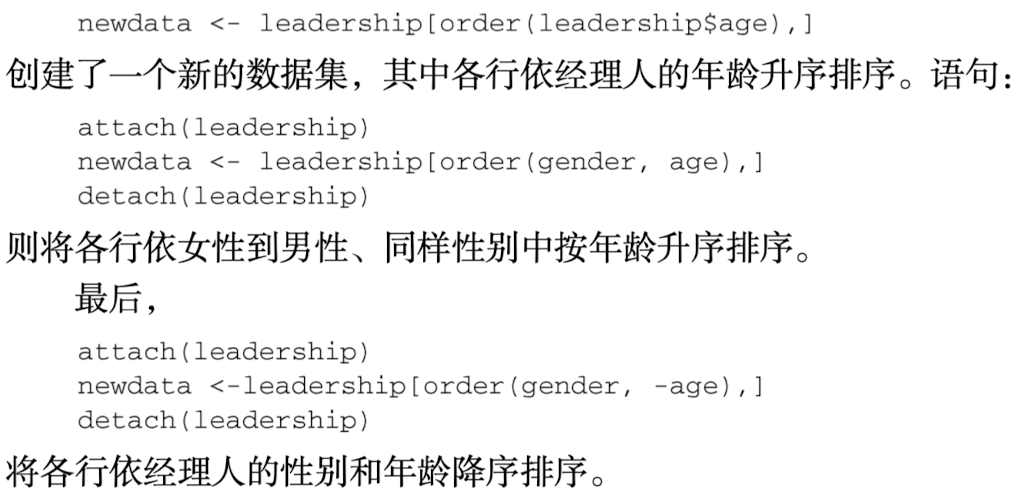 newdata <- leadership[order(leadership$age),]
创建了一个新的数据集，其中各行依经理人的年龄升序排序。语句：
attach(leadership)
newdata <- leadership[order(gender, age),]
detach(leadership)
则将各行依女性到男性、同样性别中按年龄升序排序。
最后，
attach(leadership)
newdata <-leadership[order(gender, -age),]
detach(leadership)
将各行依经理人的性别和年龄降序排序。